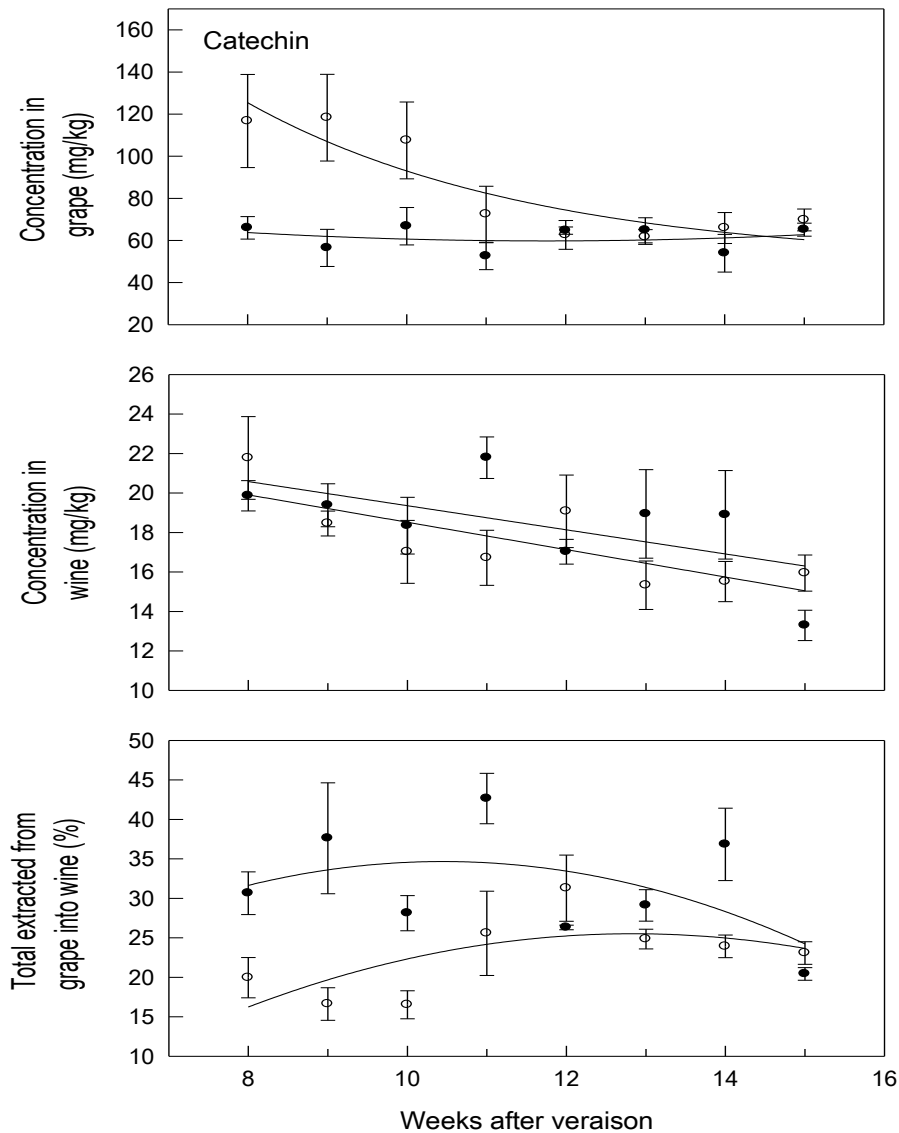 Catechin
Concentration in
grape (mg/kg)
160
140
120
100
80
60
40
20
Concentration in
wine (mg/kg)
26
24
22
20
18
16
14
12
10
Total extracted from
grape into wine (%)
50
45
40
35
30
25
20
15
10
8 10 12 14 16
Weeks after veraison